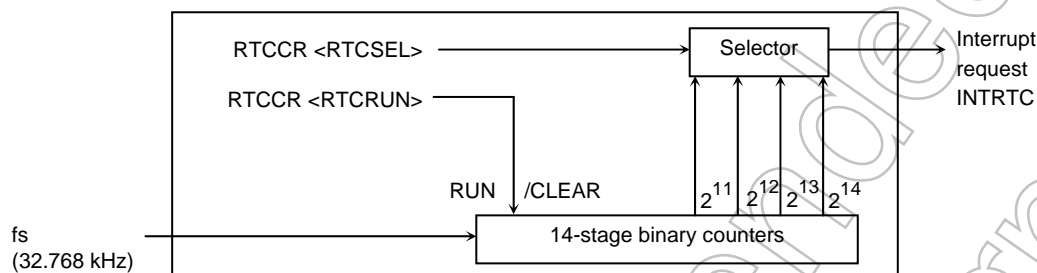 RTCCR <RTCSEL>
Selector
Interrupt
request
INTRTC
RTCCR <RTCRUN>
RUN /CLEAR
2^11 2^12 2^13 2^14
fs
(32.768 kHz)
14-stage binary counters